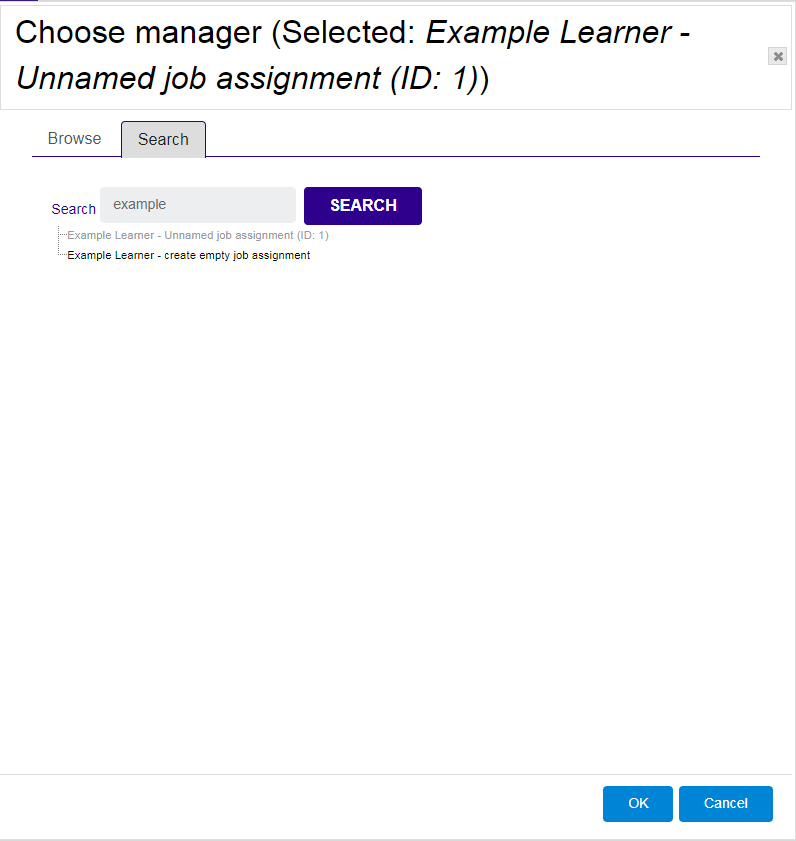 Choose manager (Selected: Example Learner -
Unnamed job assignment (ID: 1))
Browse
Search
Search example SEARCH
Example Learner - Unnamed job assignment (ID: 1)
Example Learner - create empty job assignment
OK
Cancel